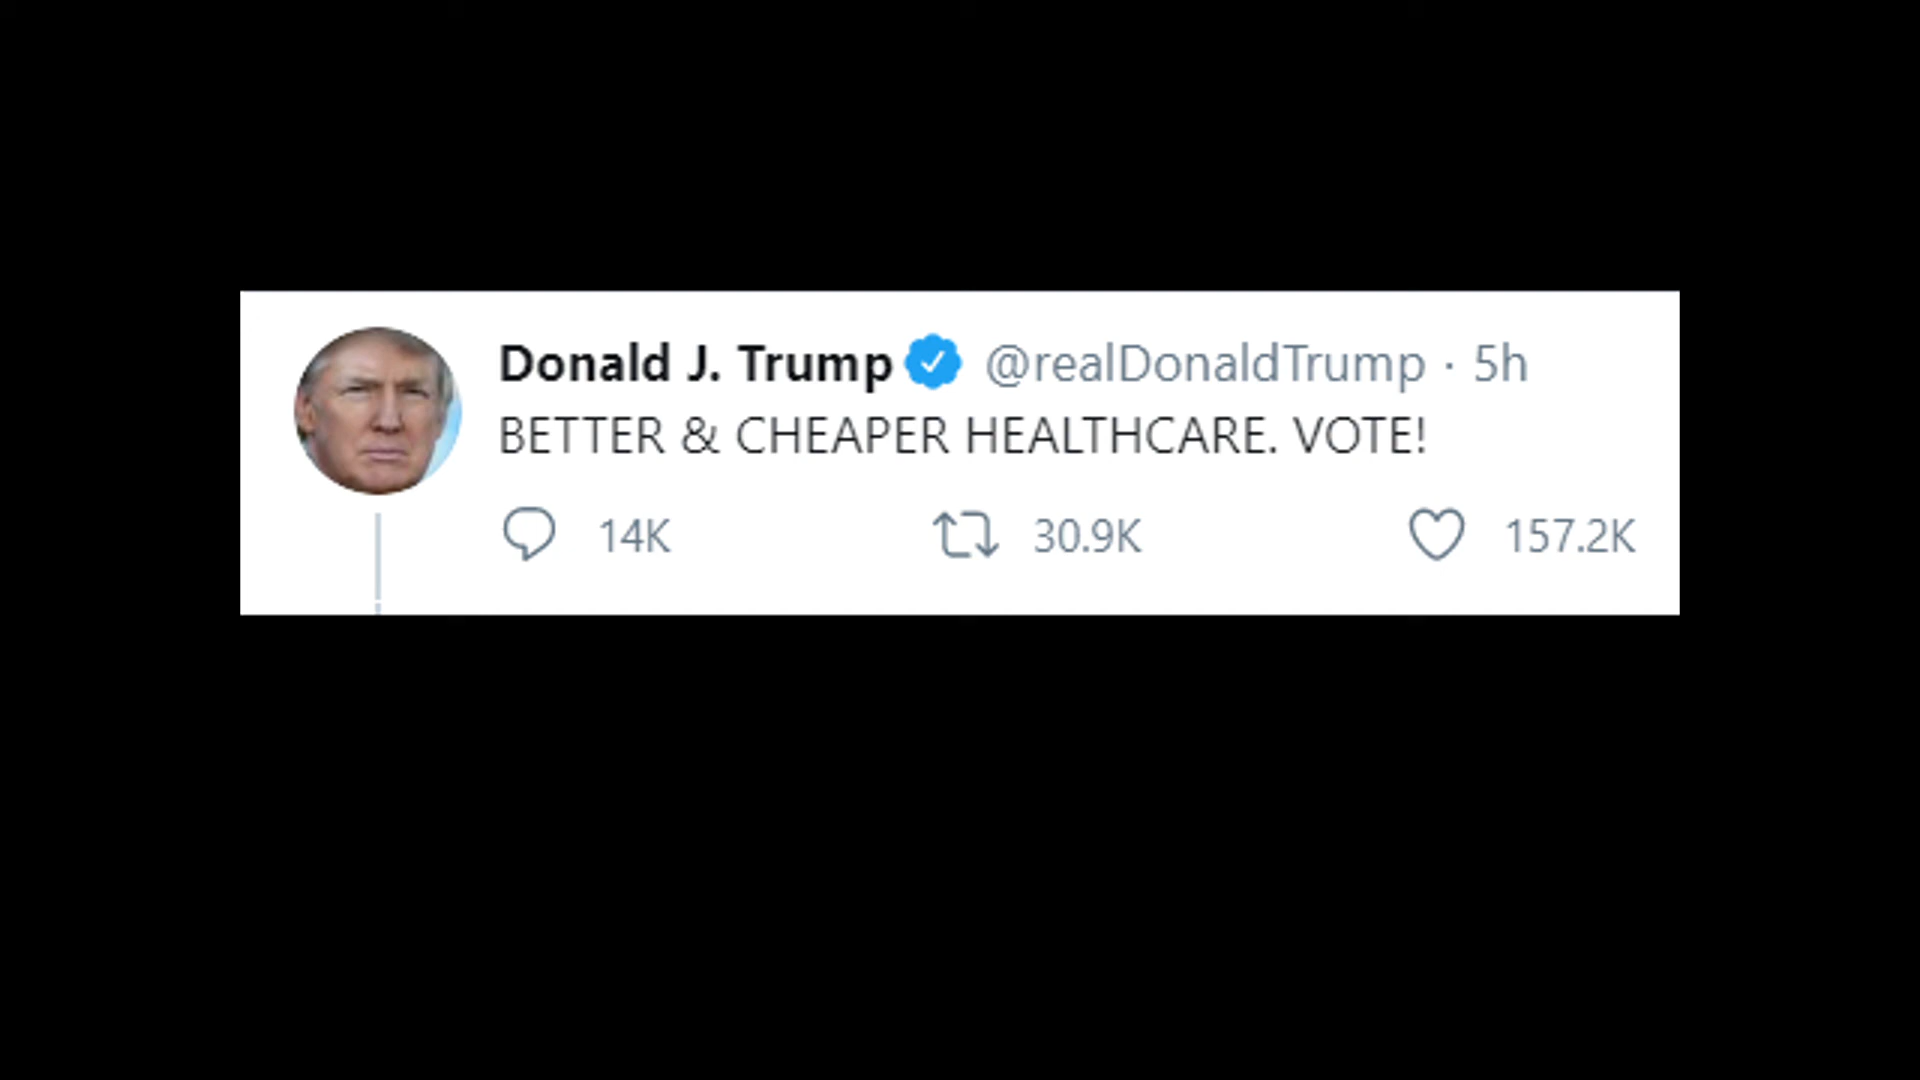 Donald J. Trump @realDonaldTrump · 5h
BETTER & CHEAPER HEALTHCARE. VOTE!
14K 30.9K 157.2K